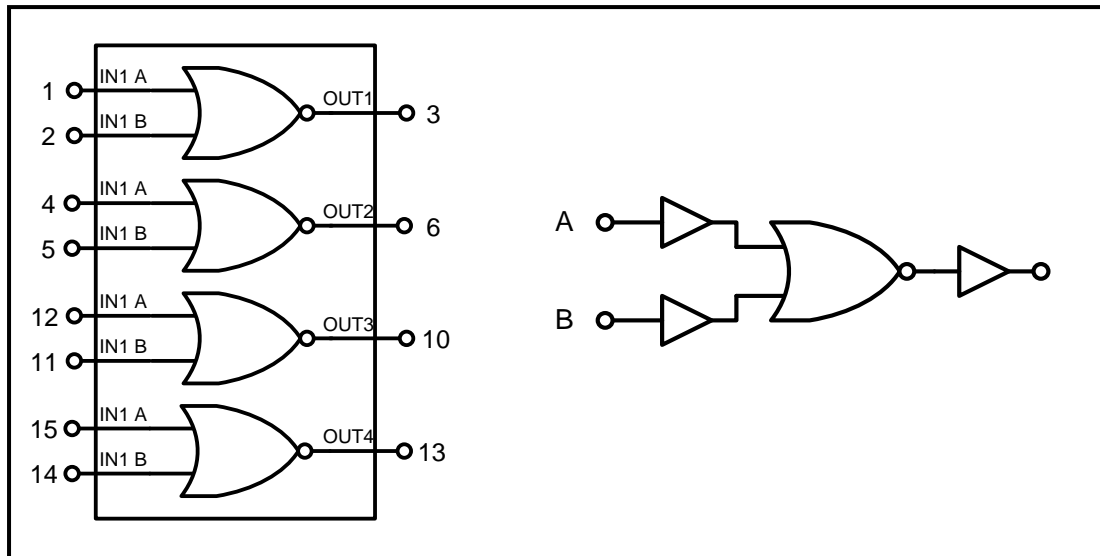 1 IN1 A OUT1 3
2 IN1 B
4 IN1 A OUT2 6
5 IN1 B
12 IN1 A OUT3 10
11 IN1 B
15 IN1 A OUT4 13
14 IN1 B
A
B